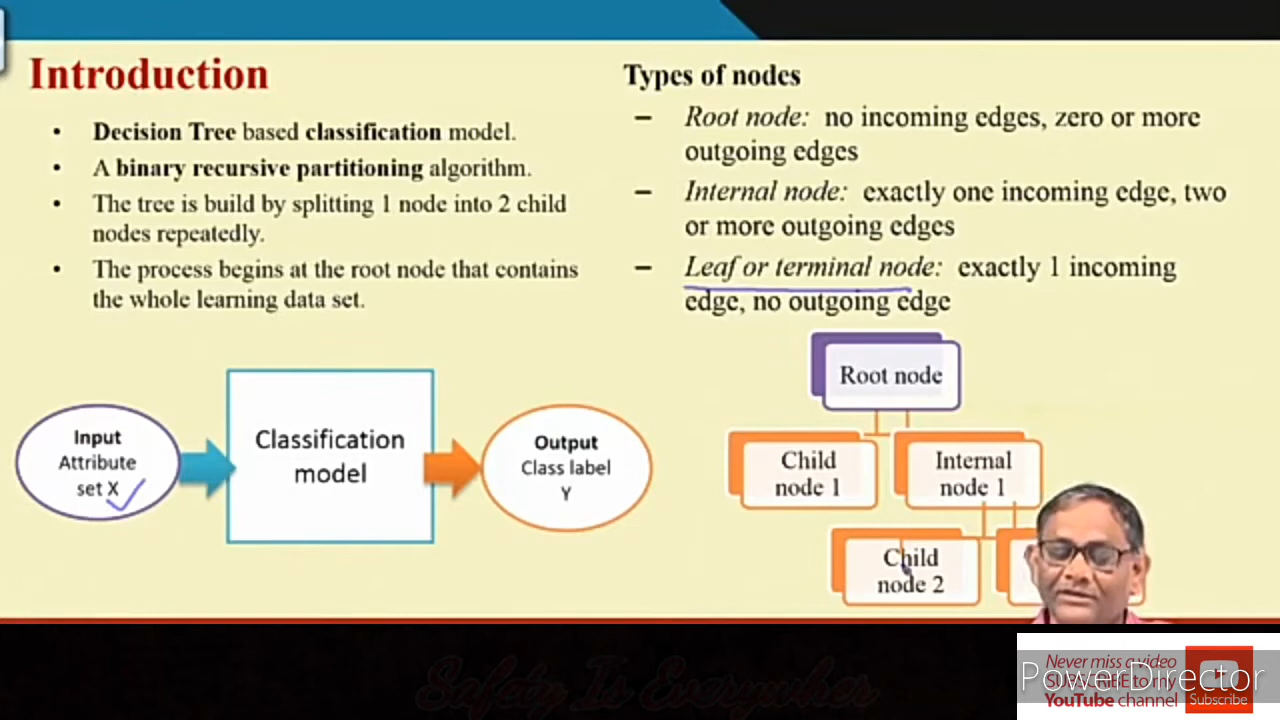 Introduction
• Decision Tree based classification model.
• A binary recursive partitioning algorithm.
• The tree is build by splitting 1 node into 2 child
nodes repeatedly.
• The process begins at the root node that contains
the whole learning data set.
Types of nodes
– Root node: no incoming edges, zero or more
outgoing edges
– Internal node: exactly one incoming edge, two
or more outgoing edges
– Leaf or terminal node: exactly 1 incoming
edge, no outgoing edge
Input
Attribute
set X
Classification
model
Output
Class label
Y
Root node
Child
node 1
Internal
node 1
Child
node 2
Never miss a video
SUBSCRIBE to my
YouTube channel
Subscribe
PowerDirector